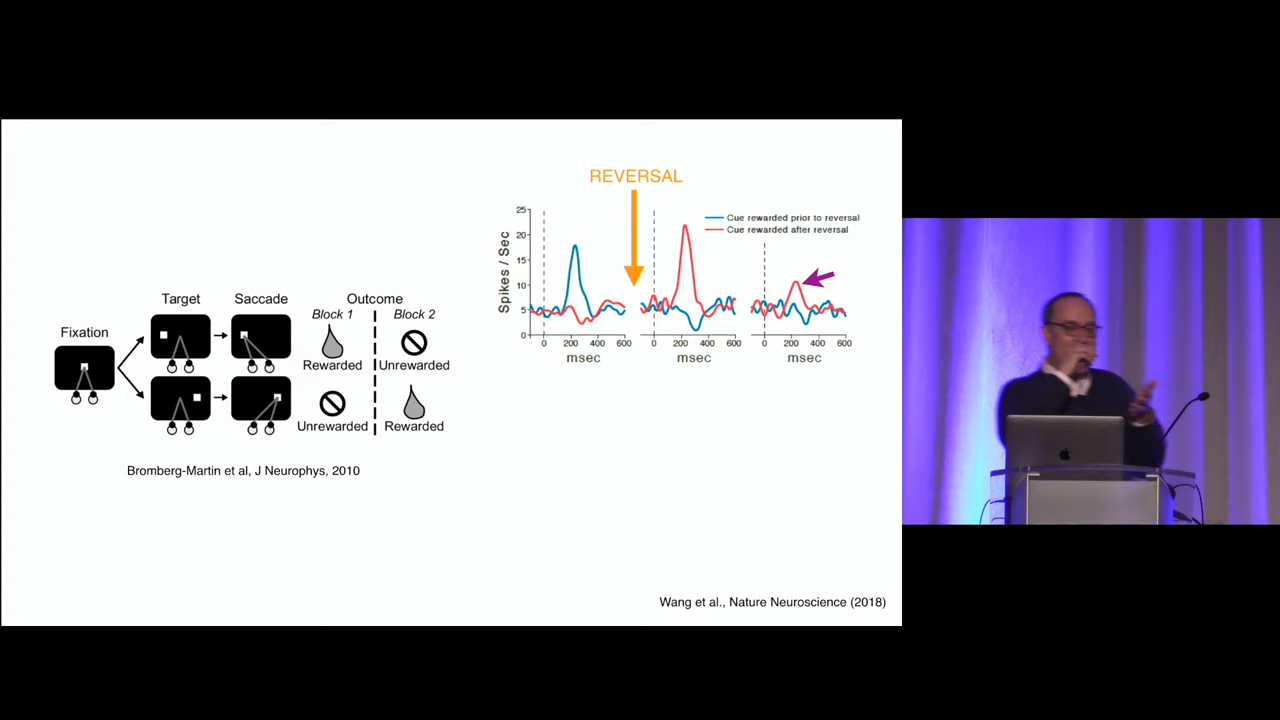 REVERSAL
25
20
15
10
5
0
Spikes / Sec
Cue rewarded prior to reversal
Cue rewarded after reversal
0 200 400 600
msec
0 200 400 600
msec
0 200 400 600
msec
Target Saccade Outcome
Block 1 Block 2
Fixation
Rewarded Unrewarded
Unrewarded Rewarded
Bromberg-Martin et al, J Neurophys, 2010
Wang et al., Nature Neuroscience (2018)